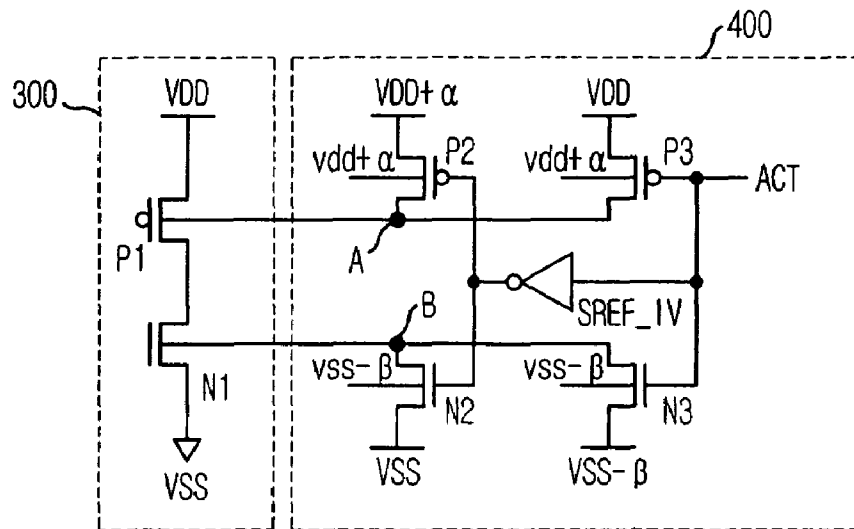 400
300
VDD
VDD+ α
VDD
vdd+ α
P2
vdd+ α
P3
ACT
P1
A
SREF_IV
B
N1
vss- β
N2
vss- β
N3
VSS
VSS
VSS- β